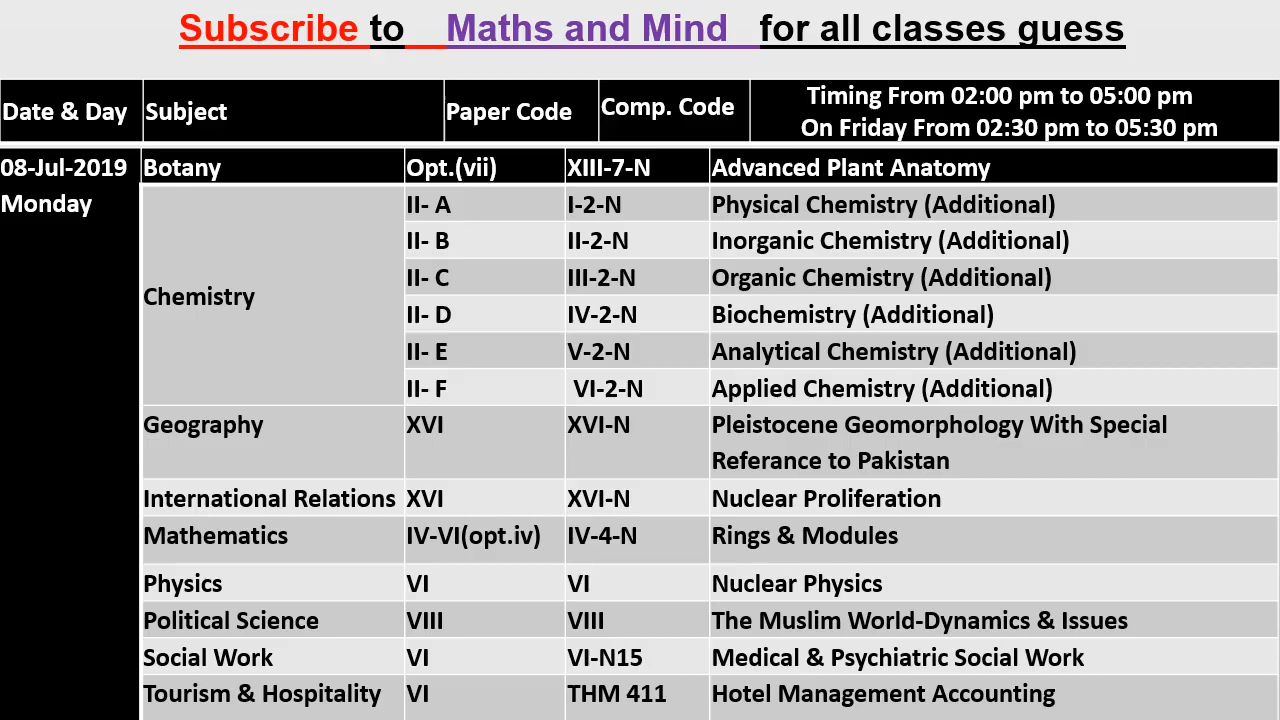 Subscribe to Maths and Mind for all classes guess
Date & Day Subject Paper Code Comp. Code Timing From 02:00 pm to 05:00 pm
On Friday From 02:30 pm to 05:30 pm
08-Jul-2019 Botany Opt.(vii) XIII-7-N Advanced Plant Anatomy
Monday Chemistry II- A I-2-N Physical Chemistry (Additional)
II- B II-2-N Inorganic Chemistry (Additional)
II- C III-2-N Organic Chemistry (Additional)
II- D IV-2-N Biochemistry (Additional)
II- E V-2-N Analytical Chemistry (Additional)
II- F VI-2-N Applied Chemistry (Additional)
Geography XVI XVI-N Pleistocene Geomorphology With Special
Referance to Pakistan
International Relations XVI XVI-N Nuclear Proliferation
Mathematics IV-VI(opt.iv) IV-4-N Rings & Modules
Physics VI VI Nuclear Physics
Political Science VIII VIII The Muslim World-Dynamics & Issues
Social Work VI VI-N15 Medical & Psychiatric Social Work
Tourism & Hospitality VI THM 411 Hotel Management Accounting